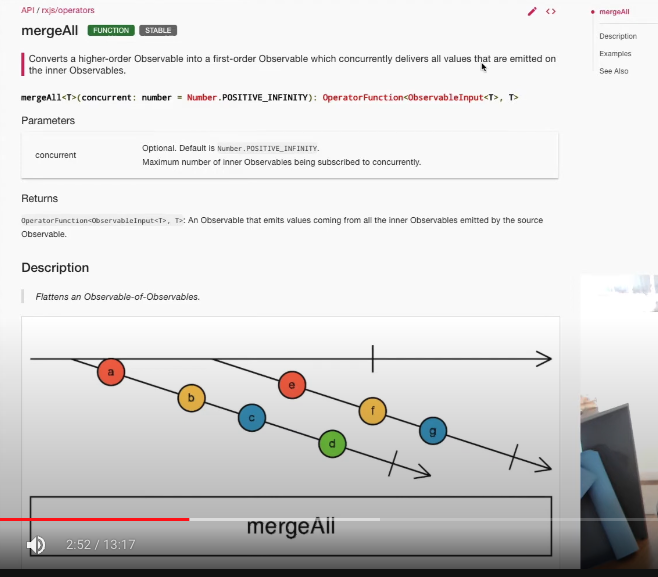 API / rxjs/operators
mergeAll FUNCTION STABLE
Converts a higher-order Observable into a first-order Observable which concurrently delivers all values that are emitted on
the inner Observables.
mergeAll<T>(concurrent: number = Number.POSITIVE_INFINITY): OperatorFunction<ObservableInput<T>, T>
Parameters
concurrent
Optional. Default is Number.POSITIVE_INFINITY.
Maximum number of inner Observables being subscribed to concurrently.
Returns
OperatorFunction<ObservableInput<T>, T>: An Observable that emits values coming from all the inner Observables emitted by the source
Observable.
Description
Flattens an Observable-of-Observables.
a
b
c
d
e
f
g
mergeAll
2:52 / 13:17
mergeAll
Description
Examples
See Also